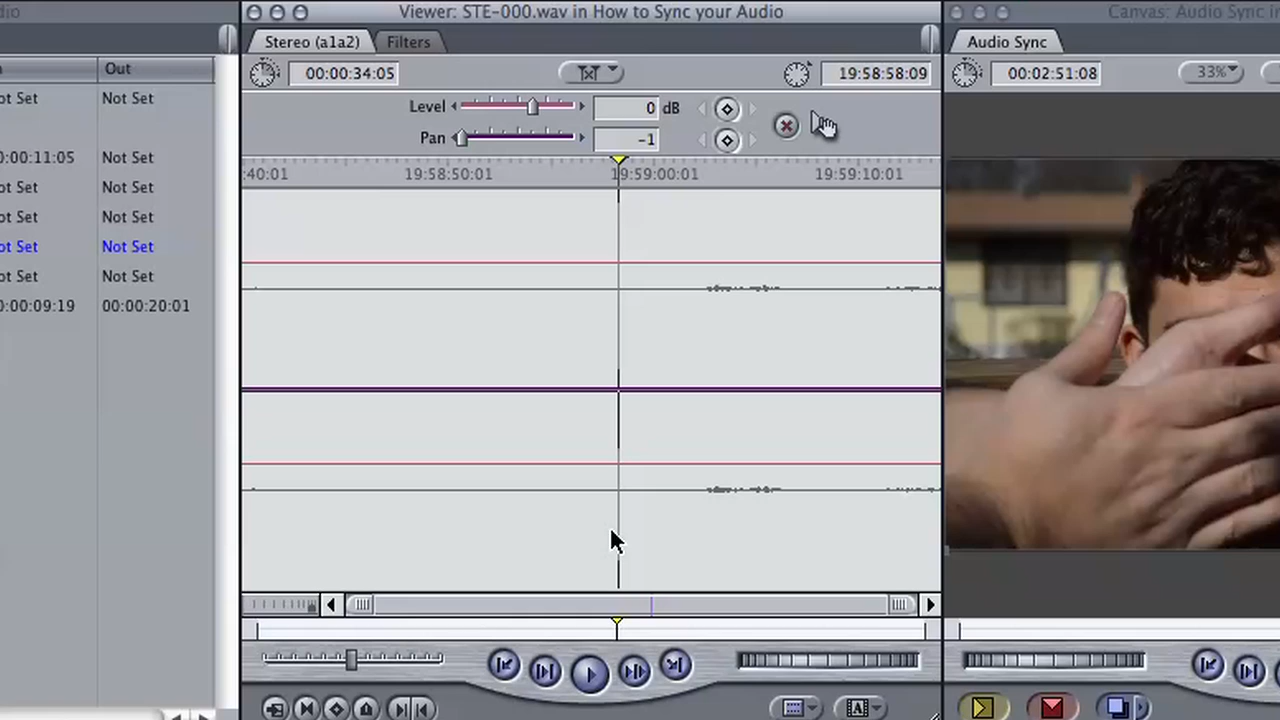 dio
Viewer: STE-000.wav in How to Sync your Audio
Canvas: Audio Sync in
Stereo (a1a2)
Filters
Audio Sync
Out
00:00:34:05
19:58:58:09
00:02:51:08
33%
ot Set
Not Set
Level
0
dB
Pan
-1
0:00:11:05
Not Set
:40:01
19:58:50:01
19:59:00:01
19:59:10:01
ot Set
Not Set
ot Set
Not Set
ot Set
Not Set
ot Set
Not Set
0:00:09:19
00:00:20:01
A